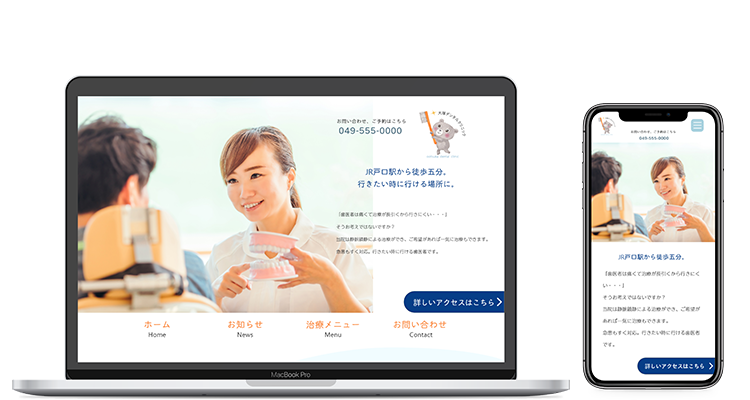 お問い合わせ、ご予約はこちら
049-555-0000
JR戸口駅から徒歩五分。
行きたい時に行ける場所に。
「歯医者は痛くて治療が長引くから行きにくい・・・」
そうお考えではないですか？
当院は静脈鎮静による治療ができ、ご希望があれば一気に治療もできます。
急患もすぐ対応。行きたい時に行ける歯医者です。
詳しいアクセスはこちら
ホーム
Home
お知らせ
News
治療メニュー
Menu
お問い合わせ
Contact
MacBook Pro
お問い合わせ、ご予約はこちら
049-555-0000
JR戸口駅から徒歩五分。
「歯医者は痛くて治療が長引くから行きにく
い・・・」
そうお考えではないですか？
当院は静脈鎮静による治療ができ、ご希望が
あれば一気に治療もできます。
急患もすぐ対応。行きたい時に行ける歯医者
です。
詳しいアクセスはこちら